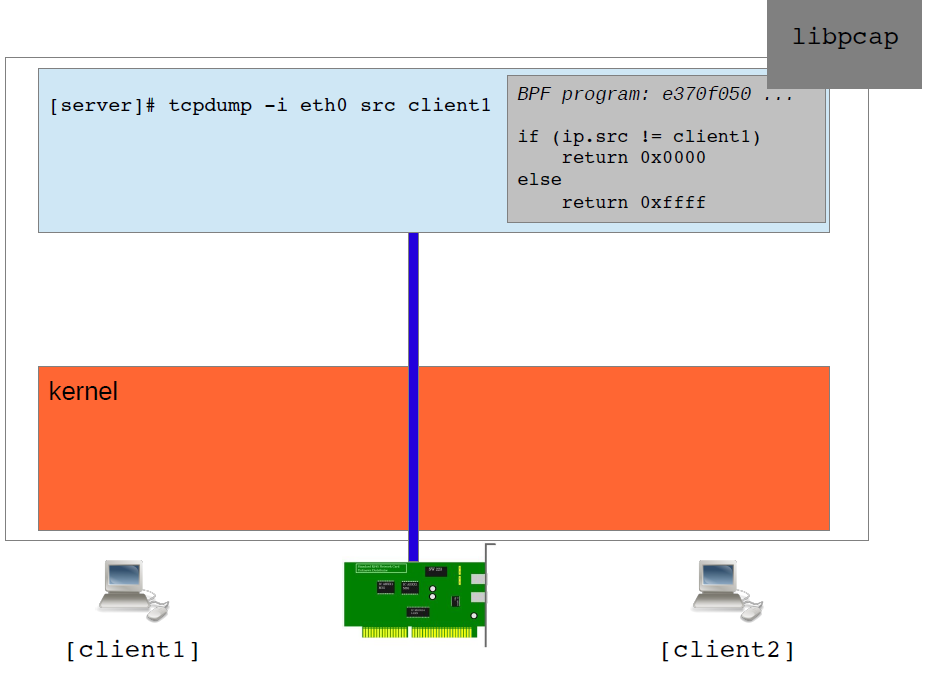 libpcap
[server]# tcpdump -i eth0 src client1
BPF program: e370f050 ...
if (ip.src != client1)
return 0x0000
else
return 0xffff
kernel
[client1]
[client2]